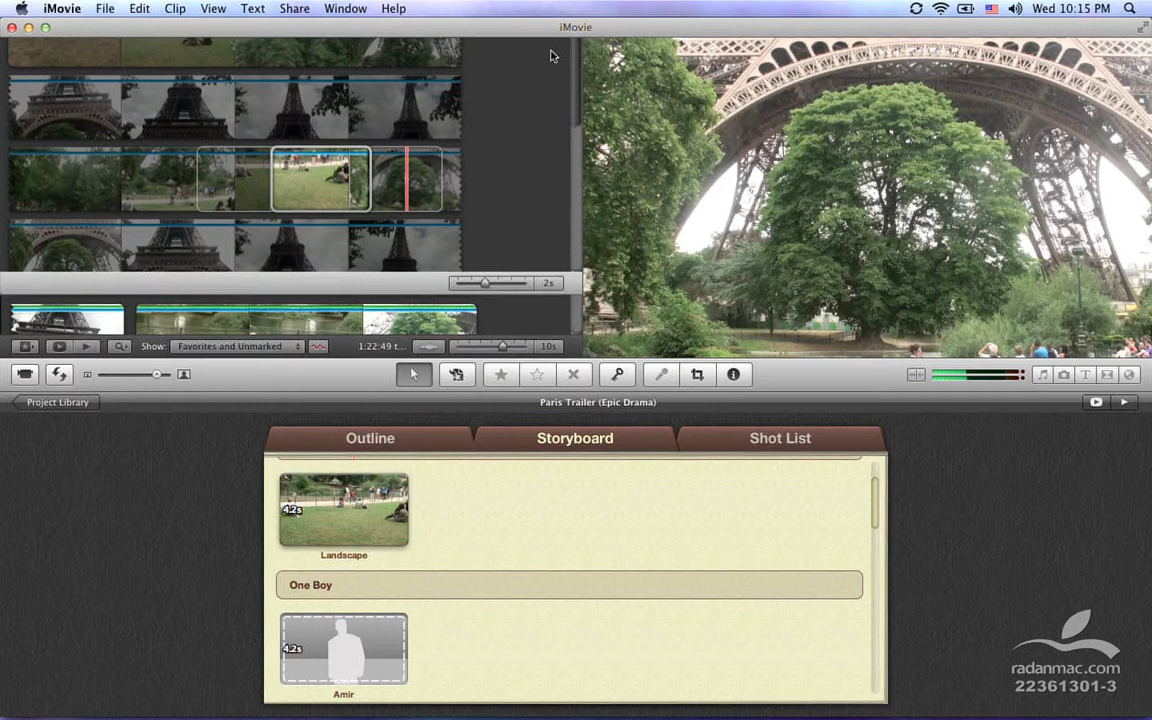 iMovie File Edit Clip View Text Share Window Help Wed 10:15 PM
iMovie
2s
Show: Favorites and Unmarked 1:22:49 t... 10s
Project Library
Paris Trailer (Epic Drama)
Outline Storyboard Shot List
4.2s
Landscape
One Boy
4.2s
Amir
radanmac.com
22361301-3